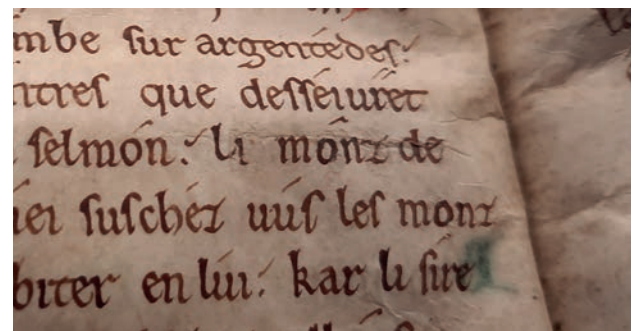 mbe sur argentedes:
ntres que desseiuret
selmon: li monz de
iei suschez uus les monz
biter en lui: kar li sire